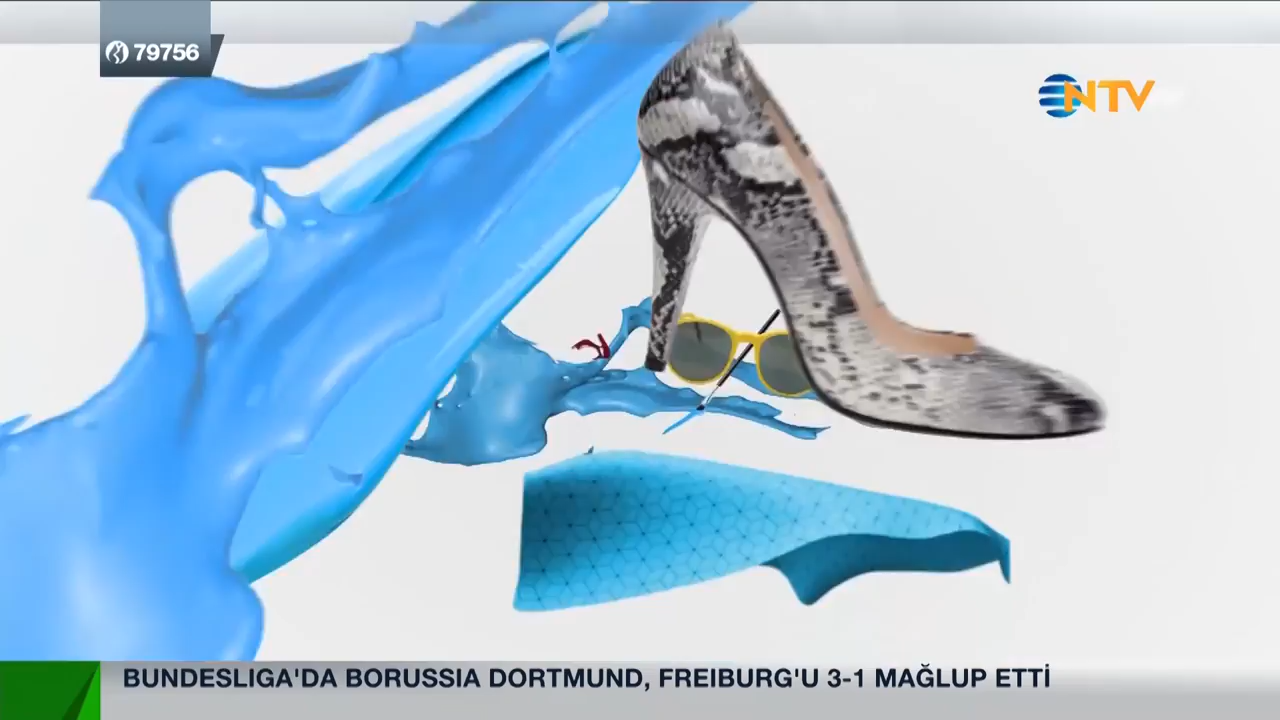 79756
NTV
BUNDESLIGA'DA BORUSSIA DORTMUND, FREIBURG'U 3-1 MAĞLUP ETTİ